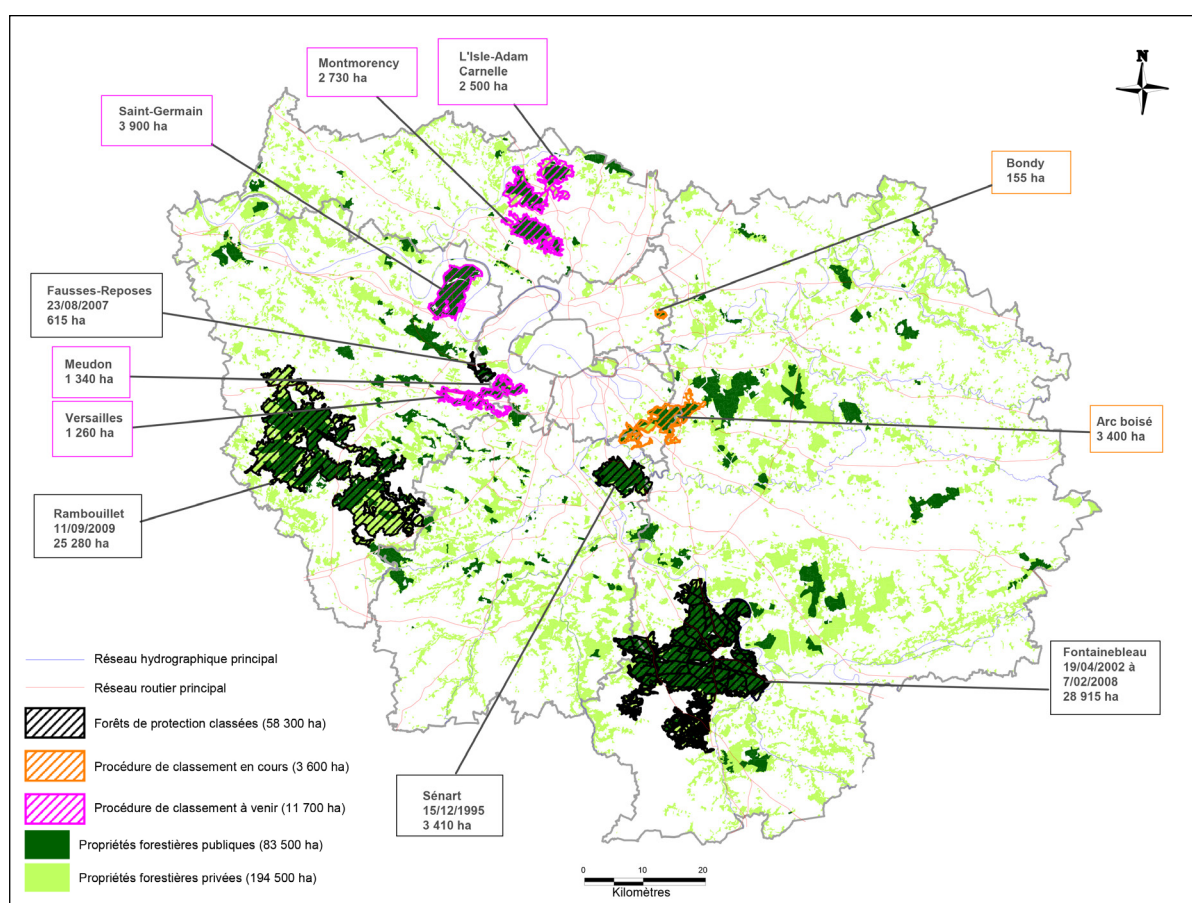 L'Isle-Adam
Carnelle
2 500 ha
Montmorency
2 730 ha
N
Saint-Germain
3 900 ha
Bondy
155 ha
Fausses-Reposes
23/08/2007
615 ha
Meudon
1 340 ha
Versailles
1 260 ha
Arc boisé
3 400 ha
Rambouillet
11/09/2009
25 280 ha
Fontainebleau
19/04/2002 à
7/02/2008
28 915 ha
Sénart
15/12/1995
3 410 ha
Réseau hydrographique principal
Réseau routier principal
Forêts de protection classées (58 300 ha)
Procédure de classement en cours (3 600 ha)
Procédure de classement à venir (11 700 ha)
Propriétés forestières publiques (83 500 ha)
Propriétés forestières privées (194 500 ha)
0 10 20
Kilomètres